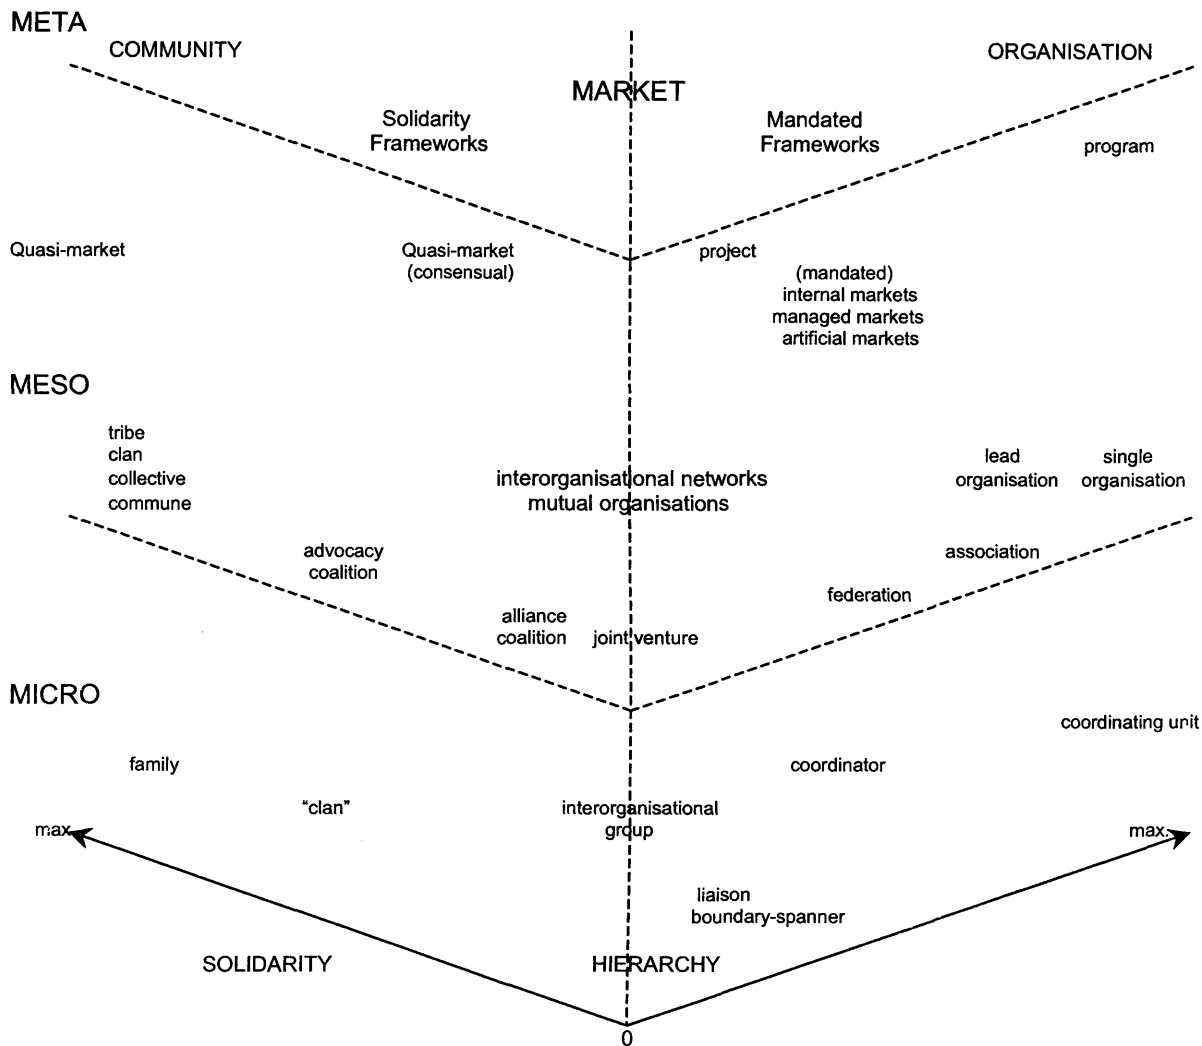 META
COMMUNITY
ORGANISATION
MARKET
Solidarity
Frameworks
Mandated
Frameworks
program
Quasi-market
Quasi-market
(consensual)
project
(mandated)
internal markets
managed markets
artificial markets
MESO
tribe
clan
collective
commune
interorganisational networks
mutual organisations
lead
organisation
single
organisation
advocacy
coalition
association
federation
alliance
coalition
joint venture
MICRO
coordinating unit
family
coordinator
"clan"
interorganisational
group
max.
max.
liaison
boundary-spanner
SOLIDARITY
HIERARCHY
0